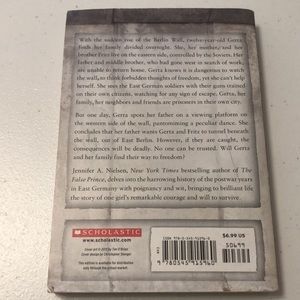 With the sudden rise of the Berlin Wall, twelve-year-old Gerta
finds her family divided overnight. She, her mother, and her
brother Fritz live on the eastern side, controlled by the Soviets. Her
father and middle brother, who had gone west in search of work,
are unable to return home. Gerta knows it is dangerous to watch
the wall, to think forbidden thoughts of freedom, yet she can't help
herself. She sees the East German soldiers with their guns trained
on their own citizens, watching for any sign of escape. Gerta, her
family, her neighbors and friends are prisoners in their own city.
But one day, Gerta spots her father on a viewing platform on
the western side of the wall, pantomiming a peculiar dance. She
concludes that her father wants Gerta and Fritz to tunnel beneath
the wall, out of East Berlin. However, if they are caught, the
consequences will be deadly. No one can be trusted. Will Gerta
and her family find their way to freedom?
Jennifer A. Nielsen, New York Times bestselling author of The
False Prince, delves into the harrowing history of the postwar years
in East Germany with poignancy and wit, bringing to brilliant life
the story of one girl's remarkable courage and will to survive.
SCHOLASTIC
www.scholastic.com
$6.99 US
50699